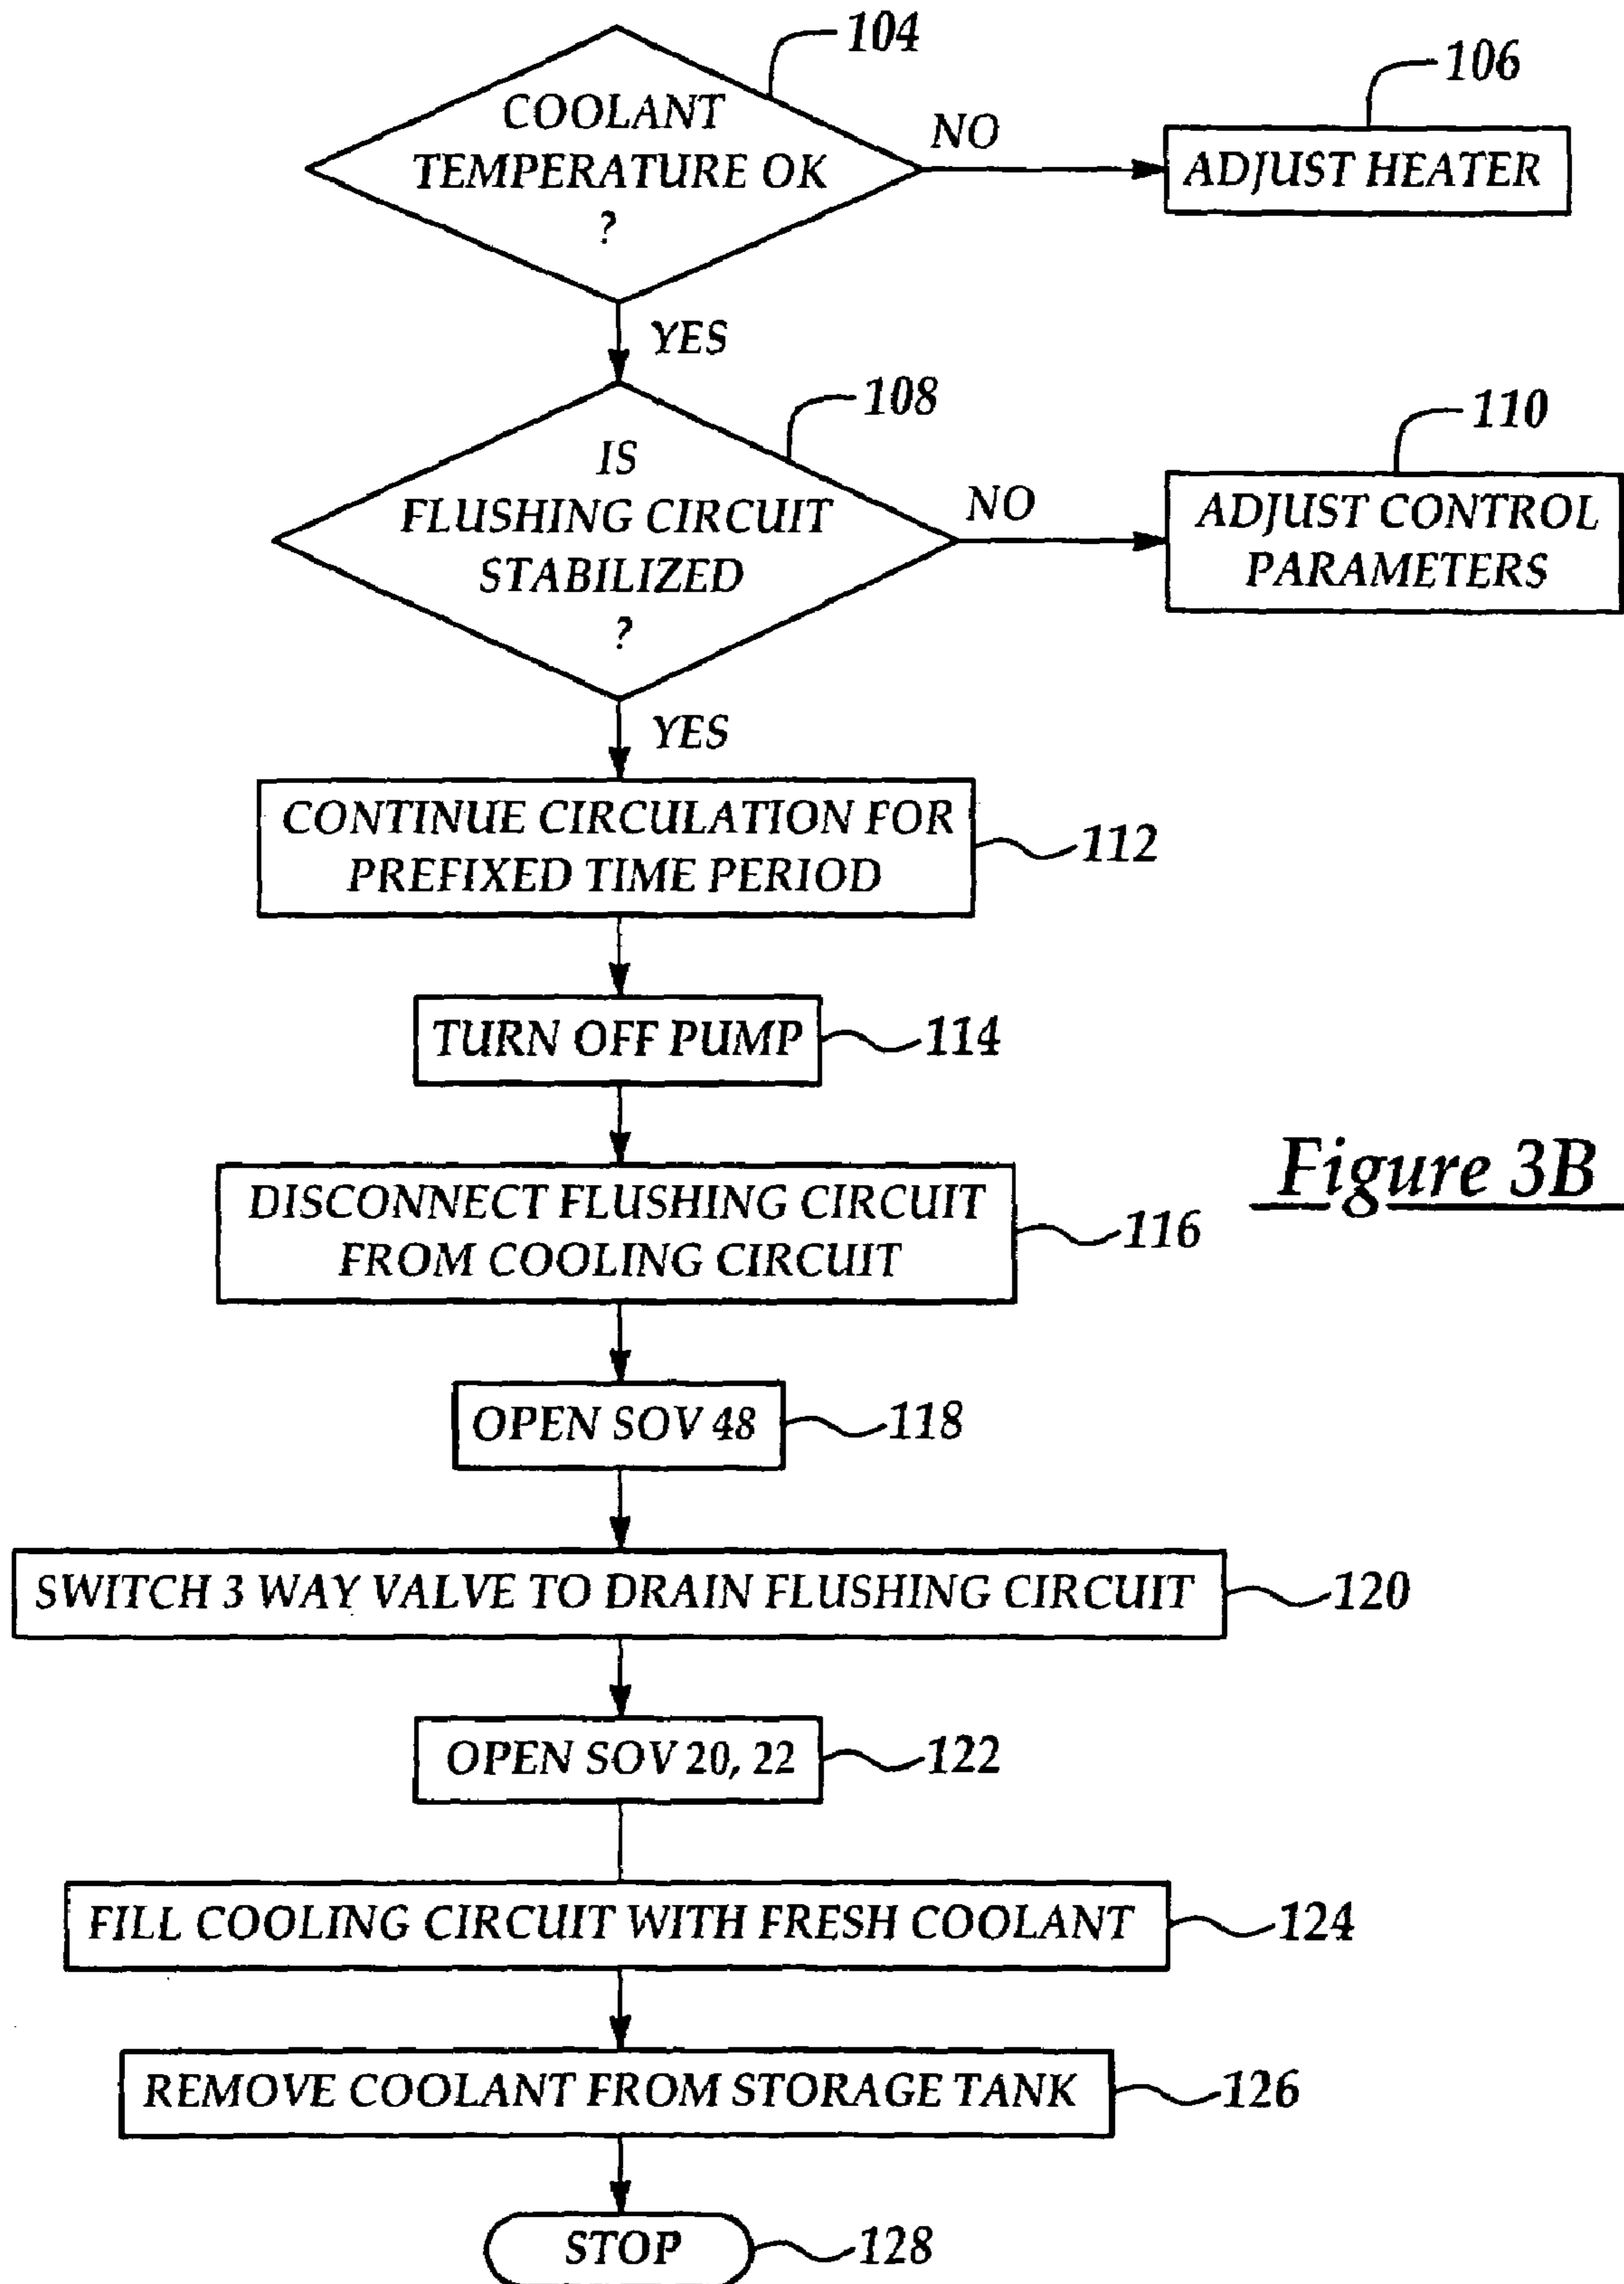 104
COOLANT
TEMPERATURE OK
?
NO
106
ADJUST HEATER
YES
108
IS
FLUSHING CIRCUIT
STABILIZED
?
NO
110
ADJUST CONTROL
PARAMETERS
YES
CONTINUE CIRCULATION FOR
PREFIXED TIME PERIOD
112
TURN OFF PUMP
114
DISCONNECT FLUSHING CIRCUIT
FROM COOLING CIRCUIT
116
Figure 3B
OPEN SOV 48
118
SWITCH 3 WAY VALVE TO DRAIN FLUSHING CIRCUIT
120
OPEN SOV 20, 22
122
FILL COOLING CIRCUIT WITH FRESH COOLANT
124
REMOVE COOLANT FROM STORAGE TANK
126
STOP
128